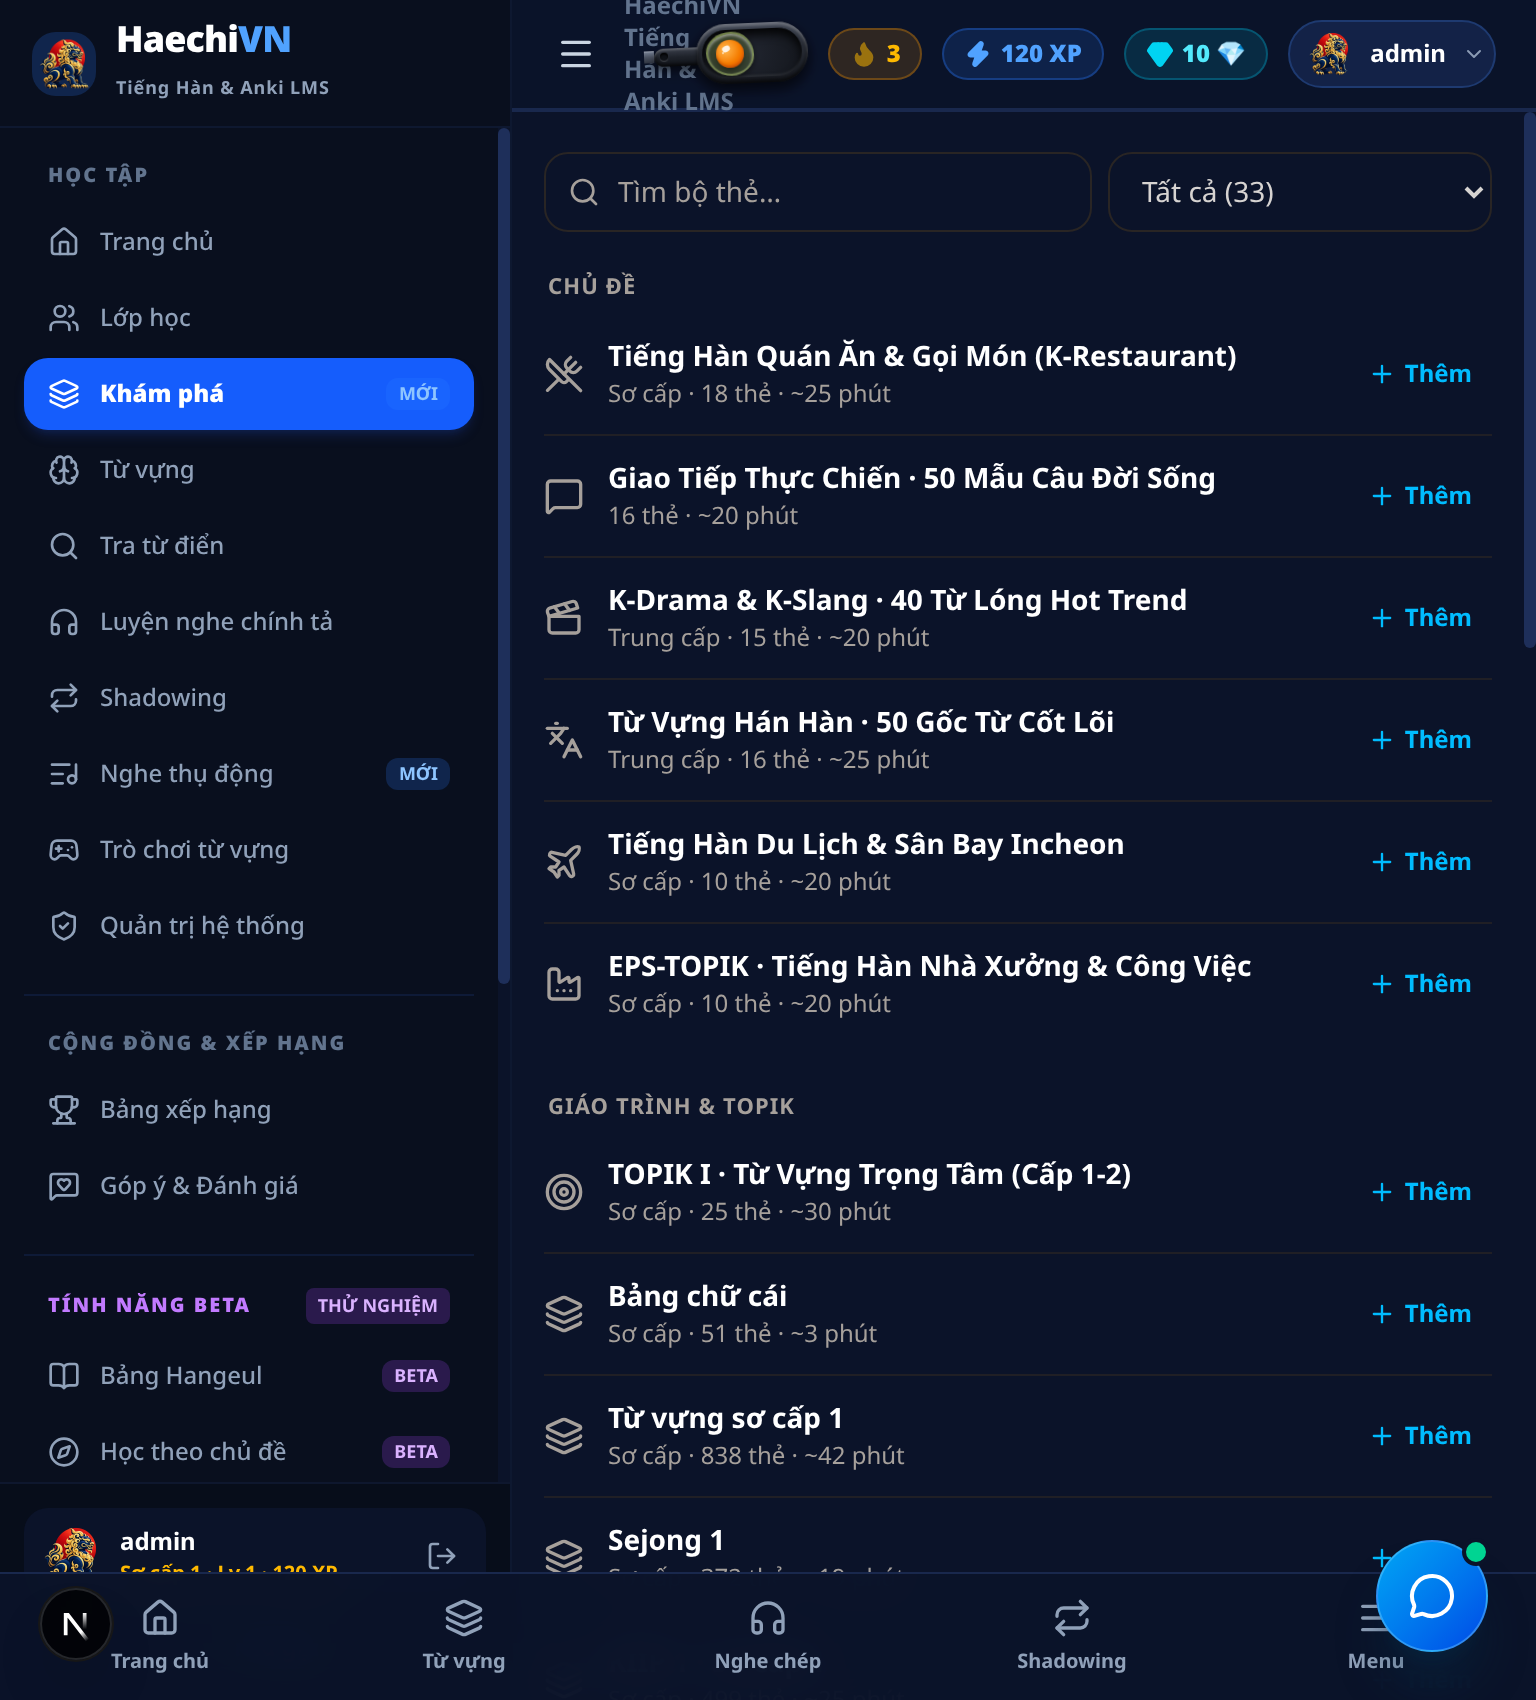 HaechiVN
Tiếng Hàn & Anki LMS
HỌC TẬP
Trang chủ
Lớp học
Khám phá MỚI
Từ vựng
Tra từ điển
Luyện nghe chính tả
Shadowing
Nghe thụ động MỚI
Trò chơi từ vựng
Quản trị hệ thống
CỘNG ĐỒNG & XẾP HẠNG
Bảng xếp hạng
Góp ý & Đánh giá
TÍNH NĂNG BETA THỬ NGHIỆM
Bảng Hangeul BETA
Học theo chủ đề BETA
admin
Sơ cấp 1 · Lv 1 · 120 XP
HaechiVN
Tiếng
Hàn &
Anki LMS
3
120 XP
10 💎
admin
Tìm bộ thẻ...
Tất cả (33)
CHỦ ĐỀ
Tiếng Hàn Quán Ăn & Gọi Món (K-Restaurant)
Sơ cấp · 18 thẻ · ~25 phút
+ Thêm
Giao Tiếp Thực Chiến · 50 Mẫu Câu Đời Sống
16 thẻ · ~20 phút
+ Thêm
K-Drama & K-Slang · 40 Từ Lóng Hot Trend
Trung cấp · 15 thẻ · ~20 phút
+ Thêm
Từ Vựng Hán Hàn · 50 Gốc Từ Cốt Lõi
Trung cấp · 16 thẻ · ~25 phút
+ Thêm
Tiếng Hàn Du Lịch & Sân Bay Incheon
Sơ cấp · 10 thẻ · ~20 phút
+ Thêm
EPS-TOPIK · Tiếng Hàn Nhà Xưởng & Công Việc
Sơ cấp · 10 thẻ · ~20 phút
+ Thêm
GIÁO TRÌNH & TOPIK
TOPIK I · Từ Vựng Trọng Tâm (Cấp 1-2)
Sơ cấp · 25 thẻ · ~30 phút
+ Thêm
Bảng chữ cái
Sơ cấp · 51 thẻ · ~3 phút
+ Thêm
Từ vựng sơ cấp 1
Sơ cấp · 838 thẻ · ~42 phút
+ Thêm
Sejong 1
N
Trang chủ
Từ vựng
Nghe chép
Shadowing
Menu